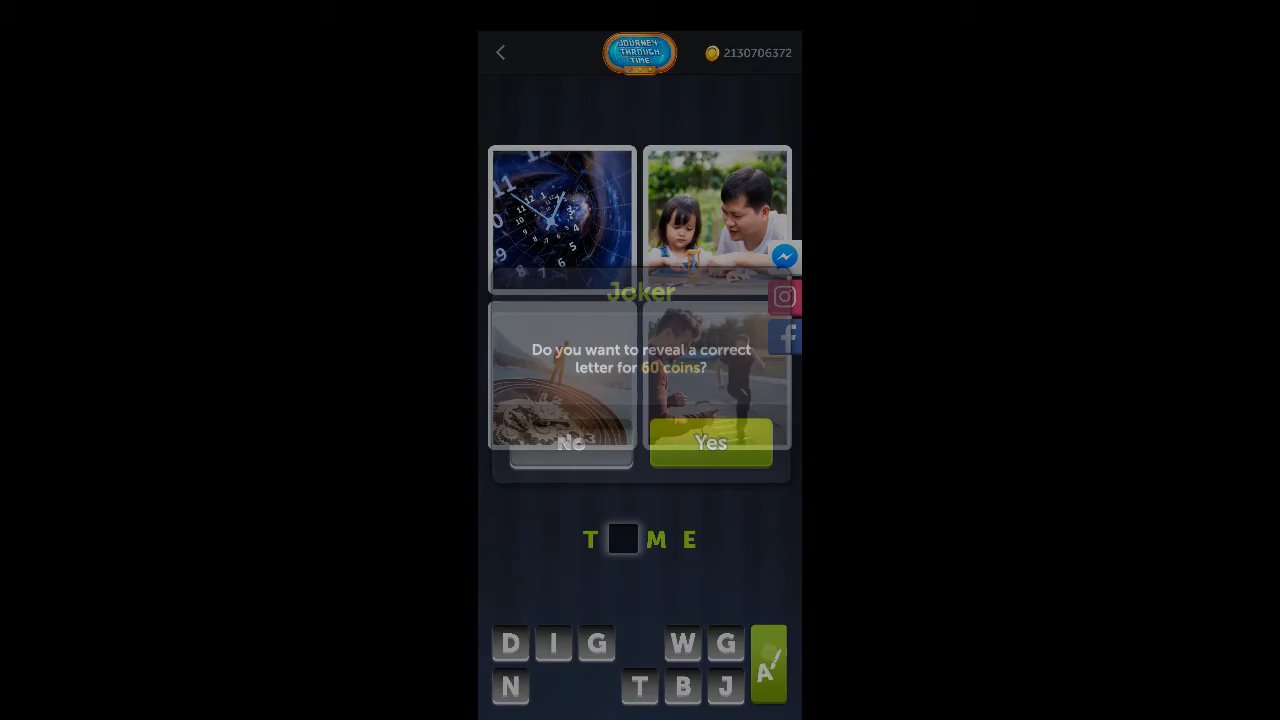 JOURNEY
THROUGH
TIME
2130706372
Joker
Do you want to reveal a correct
letter for 60 coins?
No
Yes
T M E
D I G W G
N T B J
A